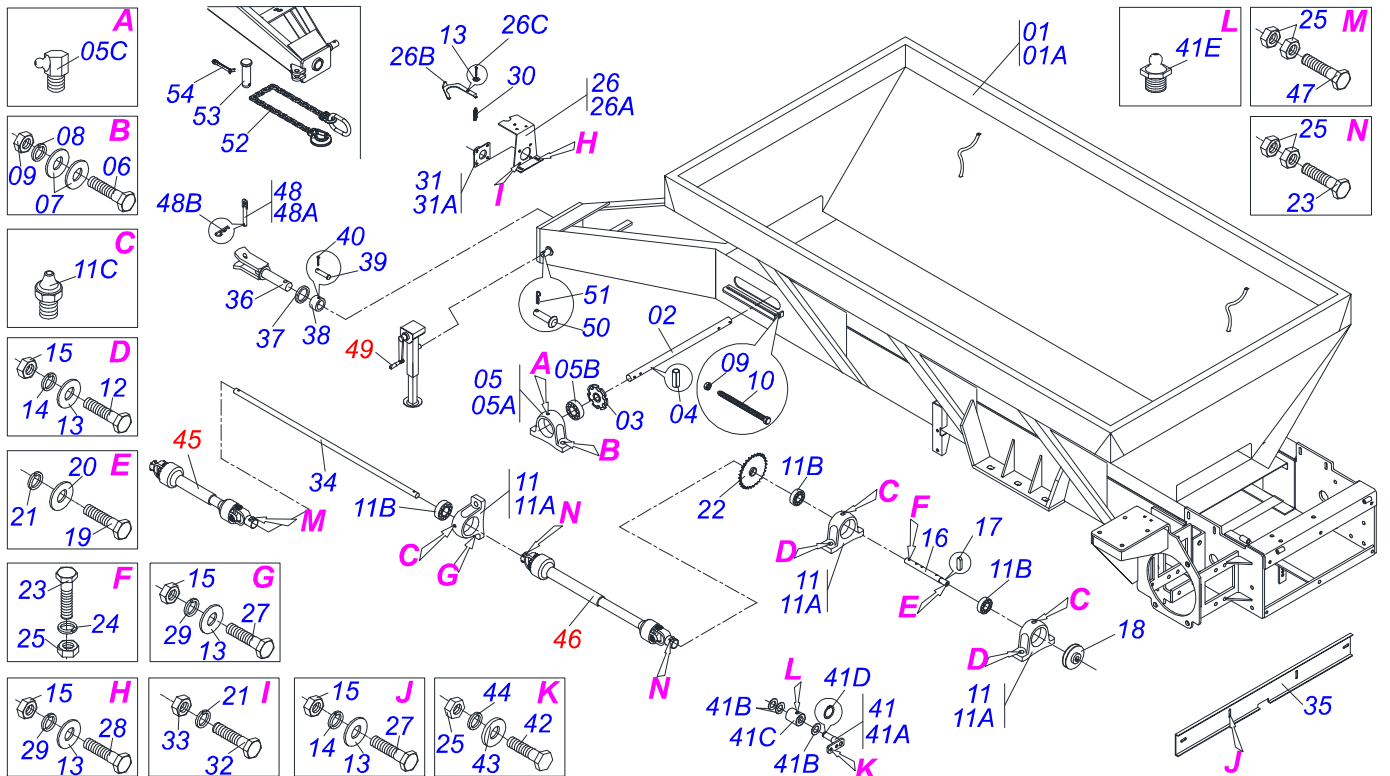 A
05C
B
08
09
06
07
C
11C
D
15
12
14
13
E
20
21
19
F
23
24
25
G
15
27
29
13
H
15
28
29
13
I
21
33
32
J
15
27
14
13
K
44
42
25
43
L
41E
M
25
47
N
25
23
54
53
52
13
26C
26B
30
26
26A
H
I
31
31A
01
01A
48B
48
48A
40
39
36
37
38
51
50
49
02
05
05A
A
05B
03
04
B
09
10
45
M
34
11B
11
11A
C
G
N
46
N
22
11B
C
D
11
11A
F
16
17
E
11B
C
D
18
11
11A
L
41D
41B
41C
41
41A
41B
K
35
J